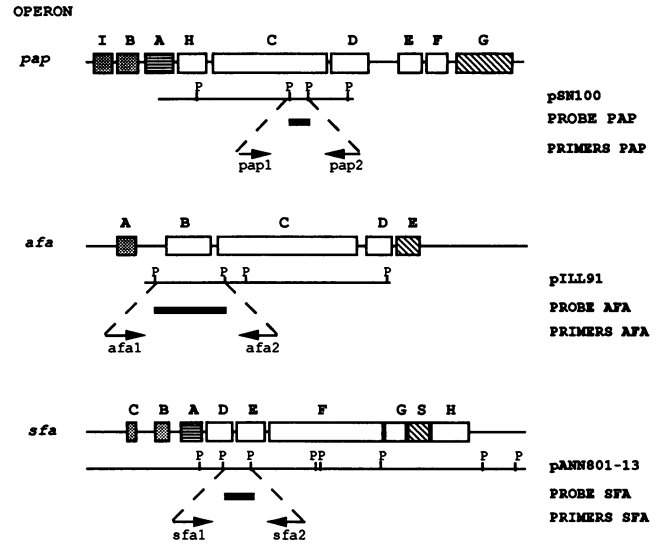 OPERON
I B A H C D E F G
pap
P P P P
pSN100
PROBE PAP
PRIMERS PAP
pap1 pap2
A B C D E
afa
P P P P
pILL91
PROBE AFA
PRIMERS AFA
afa1 afa2
C B A D E F G S H
sfa
P P P PP P P P
pANN801-13
PROBE SFA
PRIMERS SFA
sfa1 sfa2